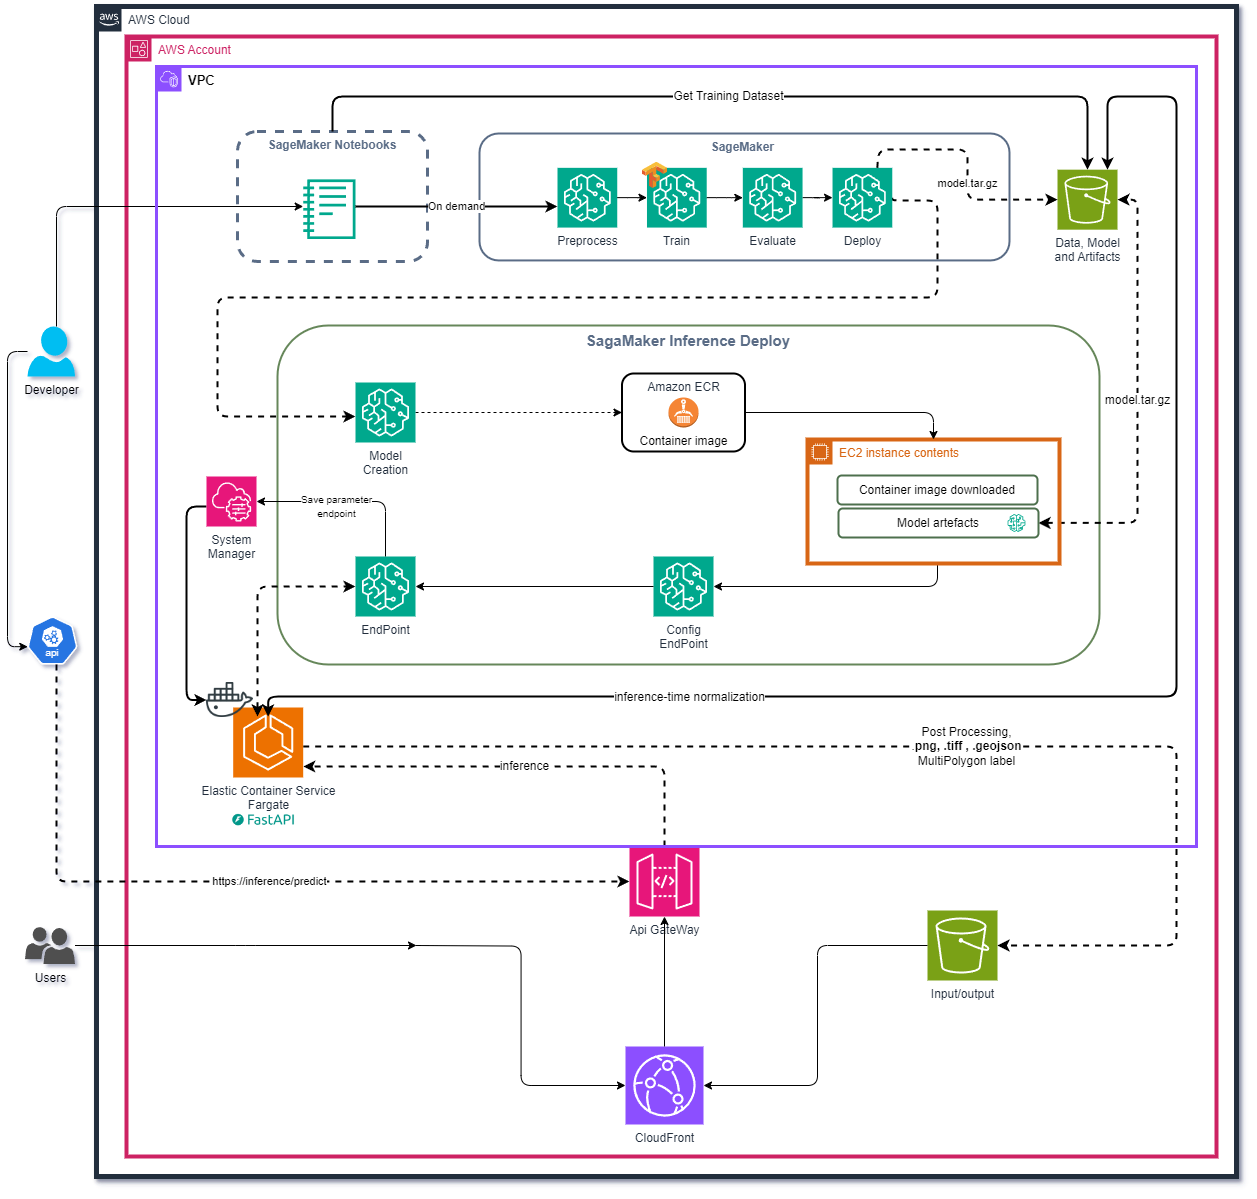 aws
AWS Cloud
AWS Account
VPC
Get Training Dataset
SageMaker Notebooks
SageMaker
On demand
Preprocess
Train
Evaluate
Deploy
model.tar.gz
Data, Model
and Artifacts
Developer
SagaMaker Inference Deploy
Model
Creation
Amazon ECR
Container image
model.tar.gz
EC2 instance contents
Container image downloaded
Model artefacts
Save parameter
endpoint
System
Manager
EndPoint
Config
EndPoint
api
inference-time normalization
Post Processing,
.png, .tiff , .geojson
MultiPolygon label
inference
Elastic Container Service
Fargate
FastAPI
https://inference/predict
Api GateWay
Users
Input/output
CloudFront